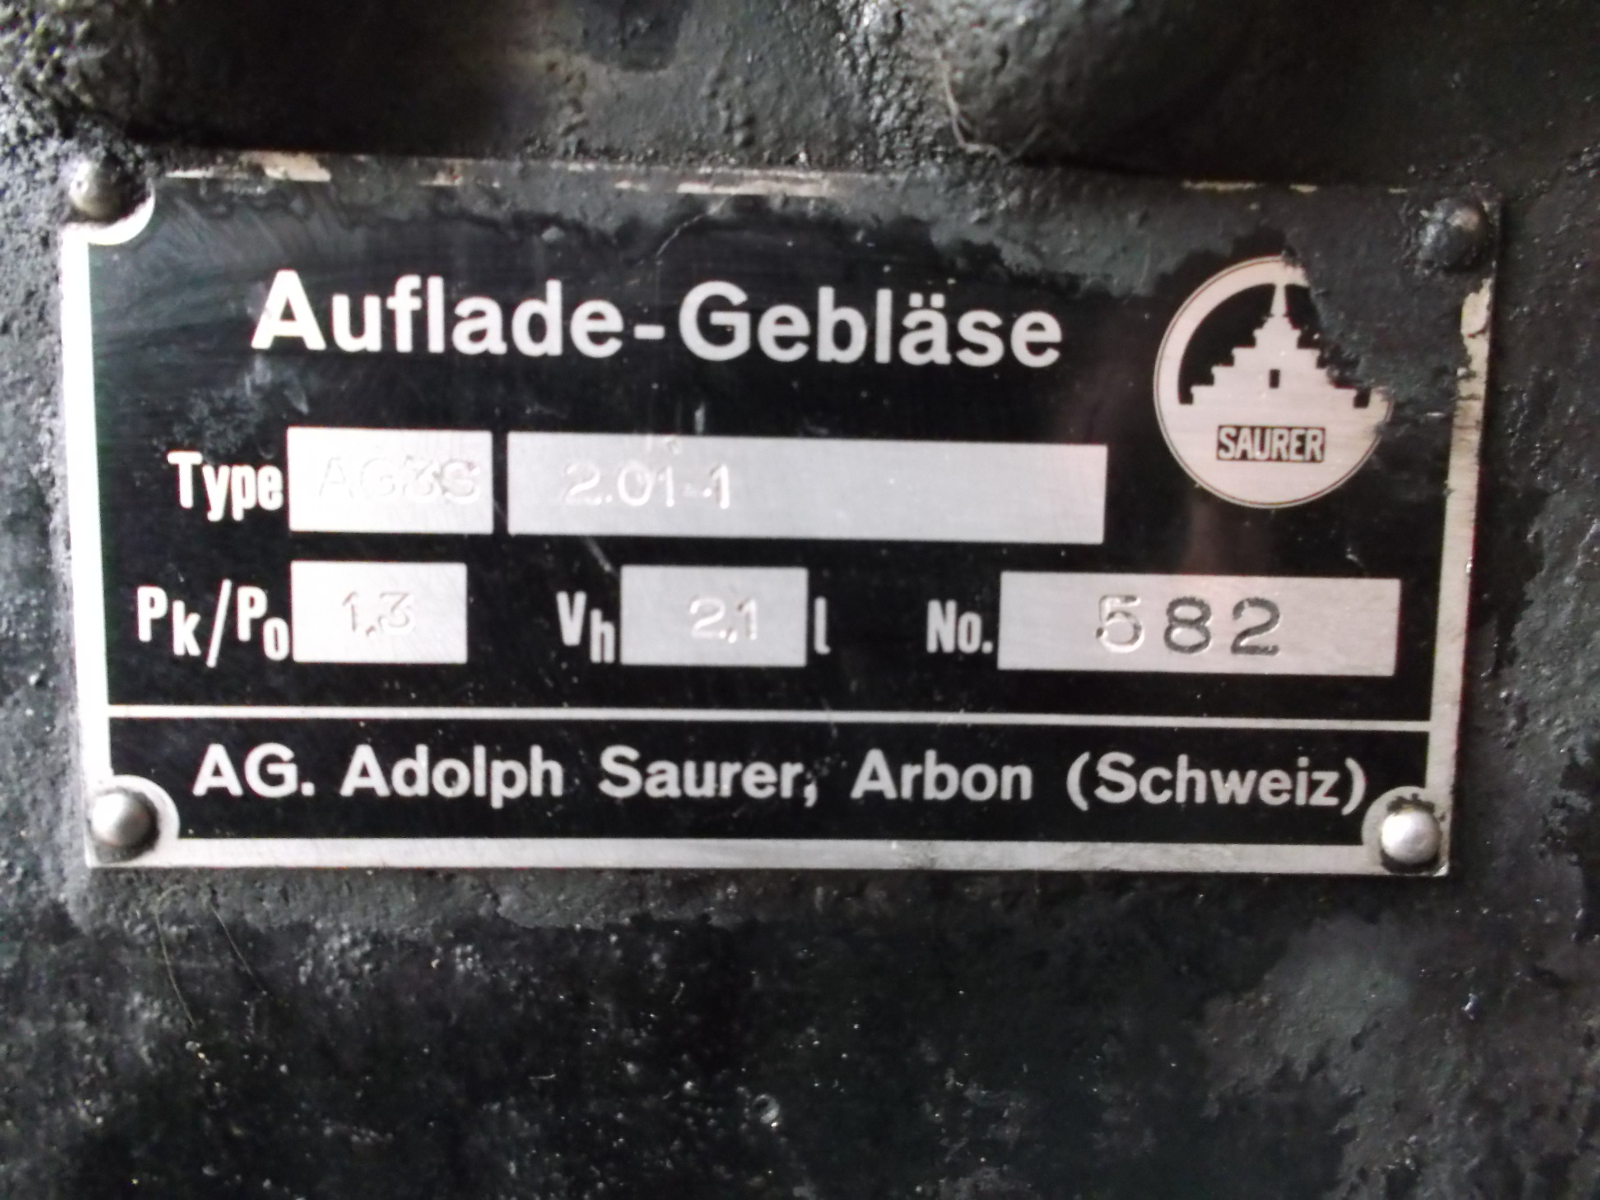 Auflade-Gebläse
SAURER
Type AG3S 2.01-1
Pk/Po 1,3 Vh 2,1 l No. 582
AG. Adolph Saurer, Arbon (Schweiz)